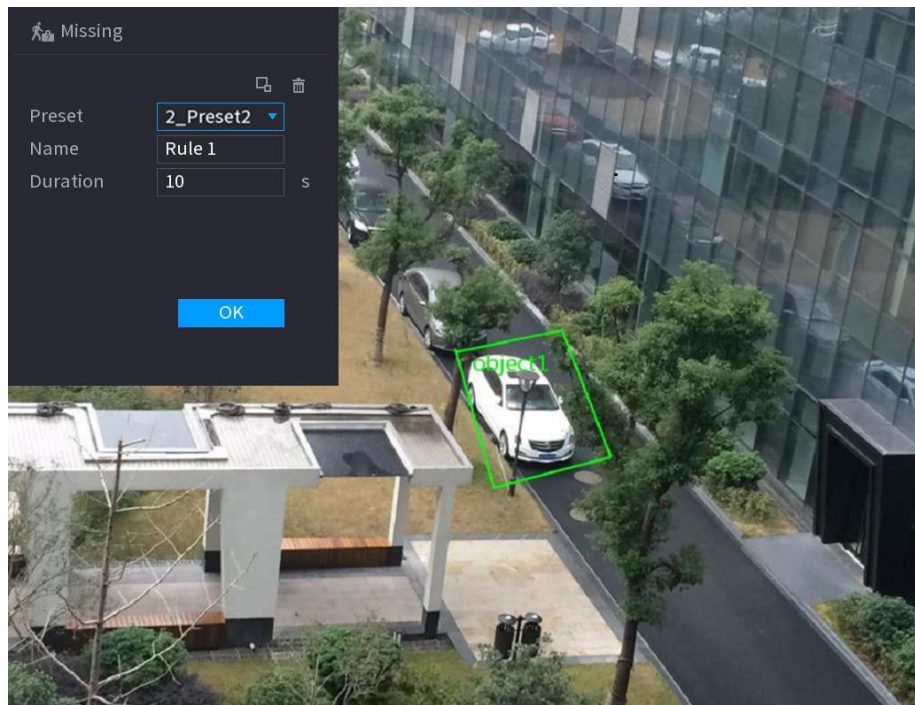 Missing
Preset 2_Preset2
Name Rule 1
Duration 10 s
OK
object1